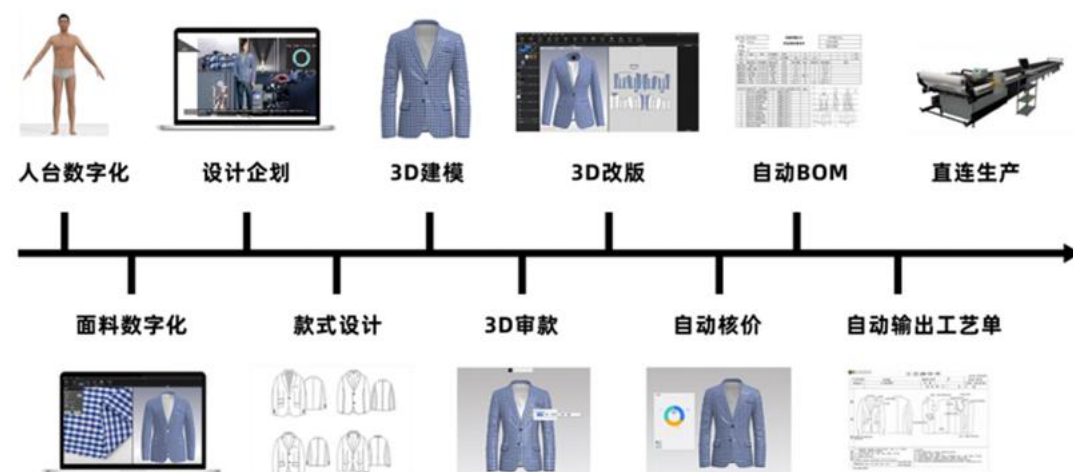 人台数字化
设计企划
3D建模
3D改版
自动BOM
直连生产
面料数字化
款式设计
3D审款
自动核价
自动输出工艺单